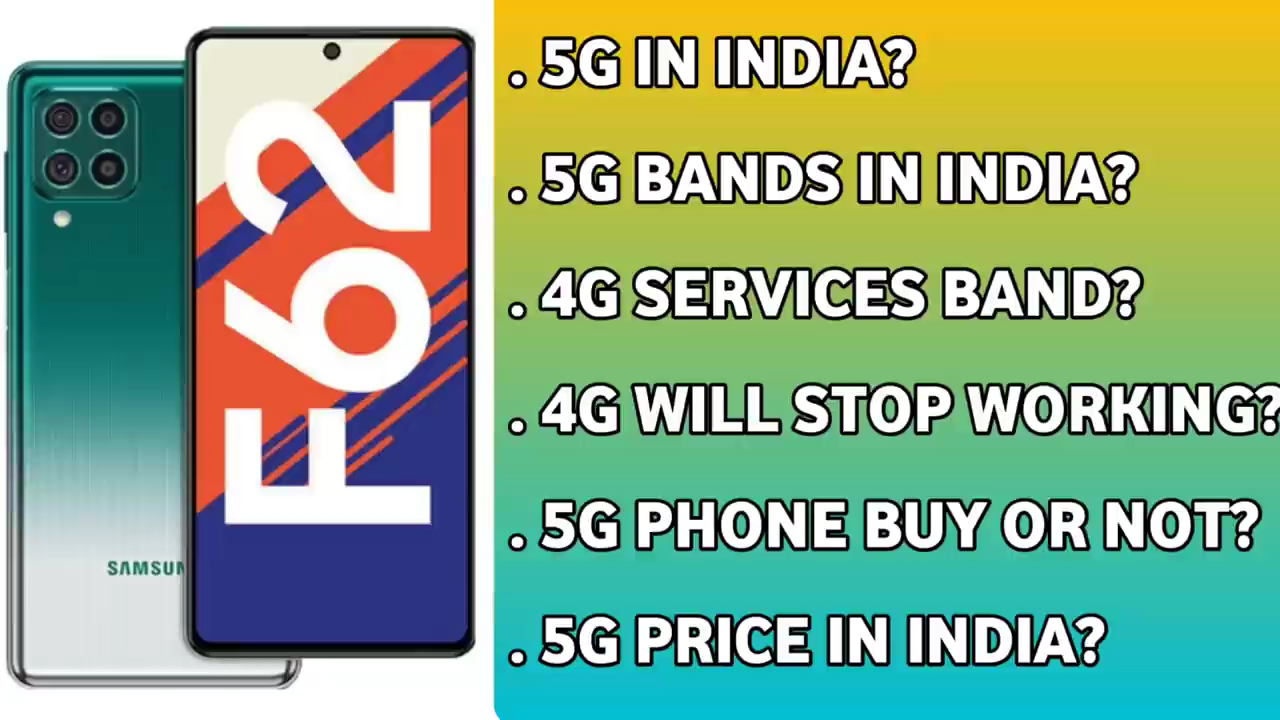 SAMSUN
F62
. 5G IN INDIA?
. 5G BANDS IN INDIA?
. 4G SERVICES BAND?
. 4G WILL STOP WORKING?
. 5G PHONE BUY OR NOT?
. 5G PRICE IN INDIA?